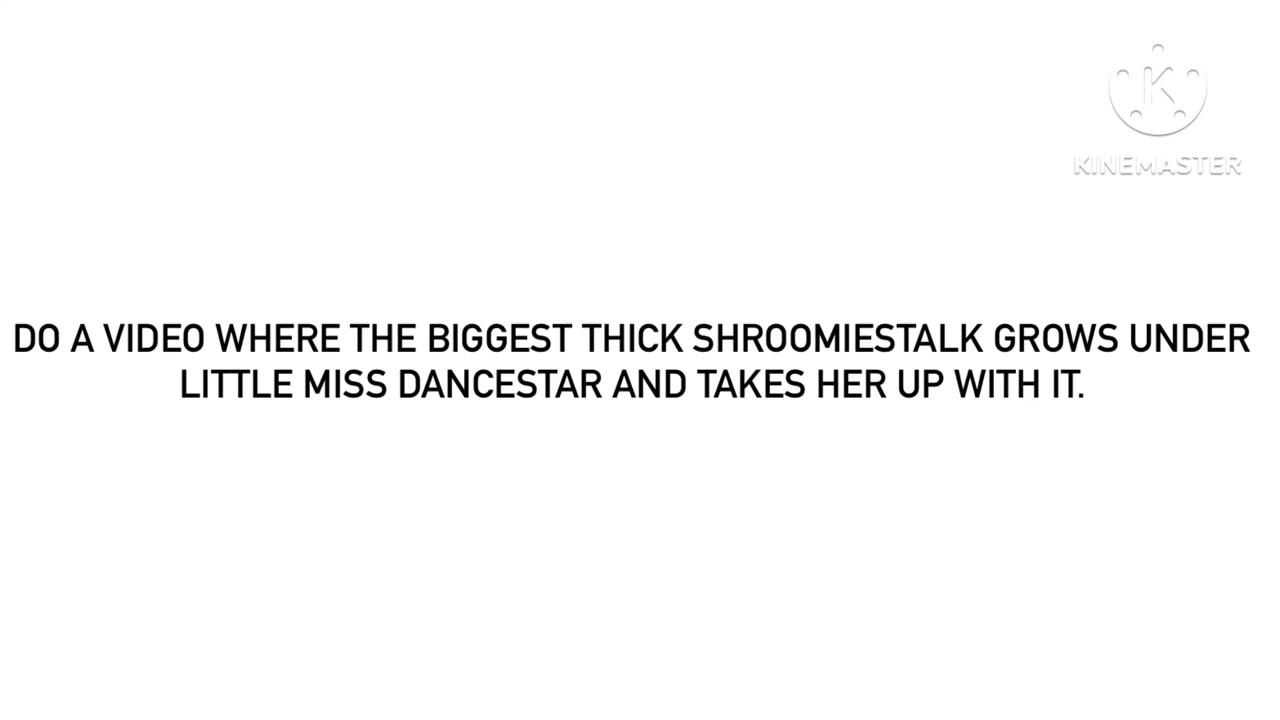 KINEMASTER
DO A VIDEO WHERE THE BIGGEST THICK SHROOMIESTALK GROWS UNDER
LITTLE MISS DANCESTAR AND TAKES HER UP WITH IT.